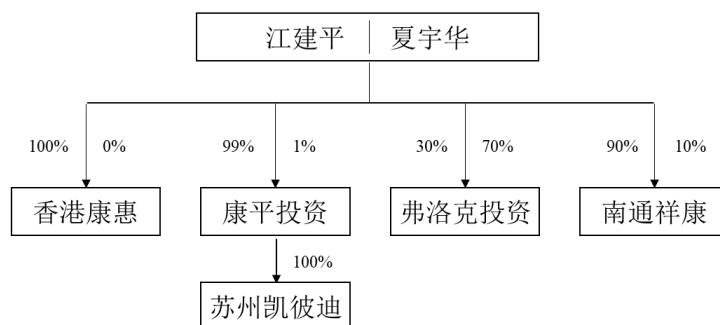 江建平 夏宇华
100% 0% 99% 1% 30% 70% 90% 10%
香港康惠 康平投资 弗洛克投资 南通祥康
100%
苏州凯彼迪